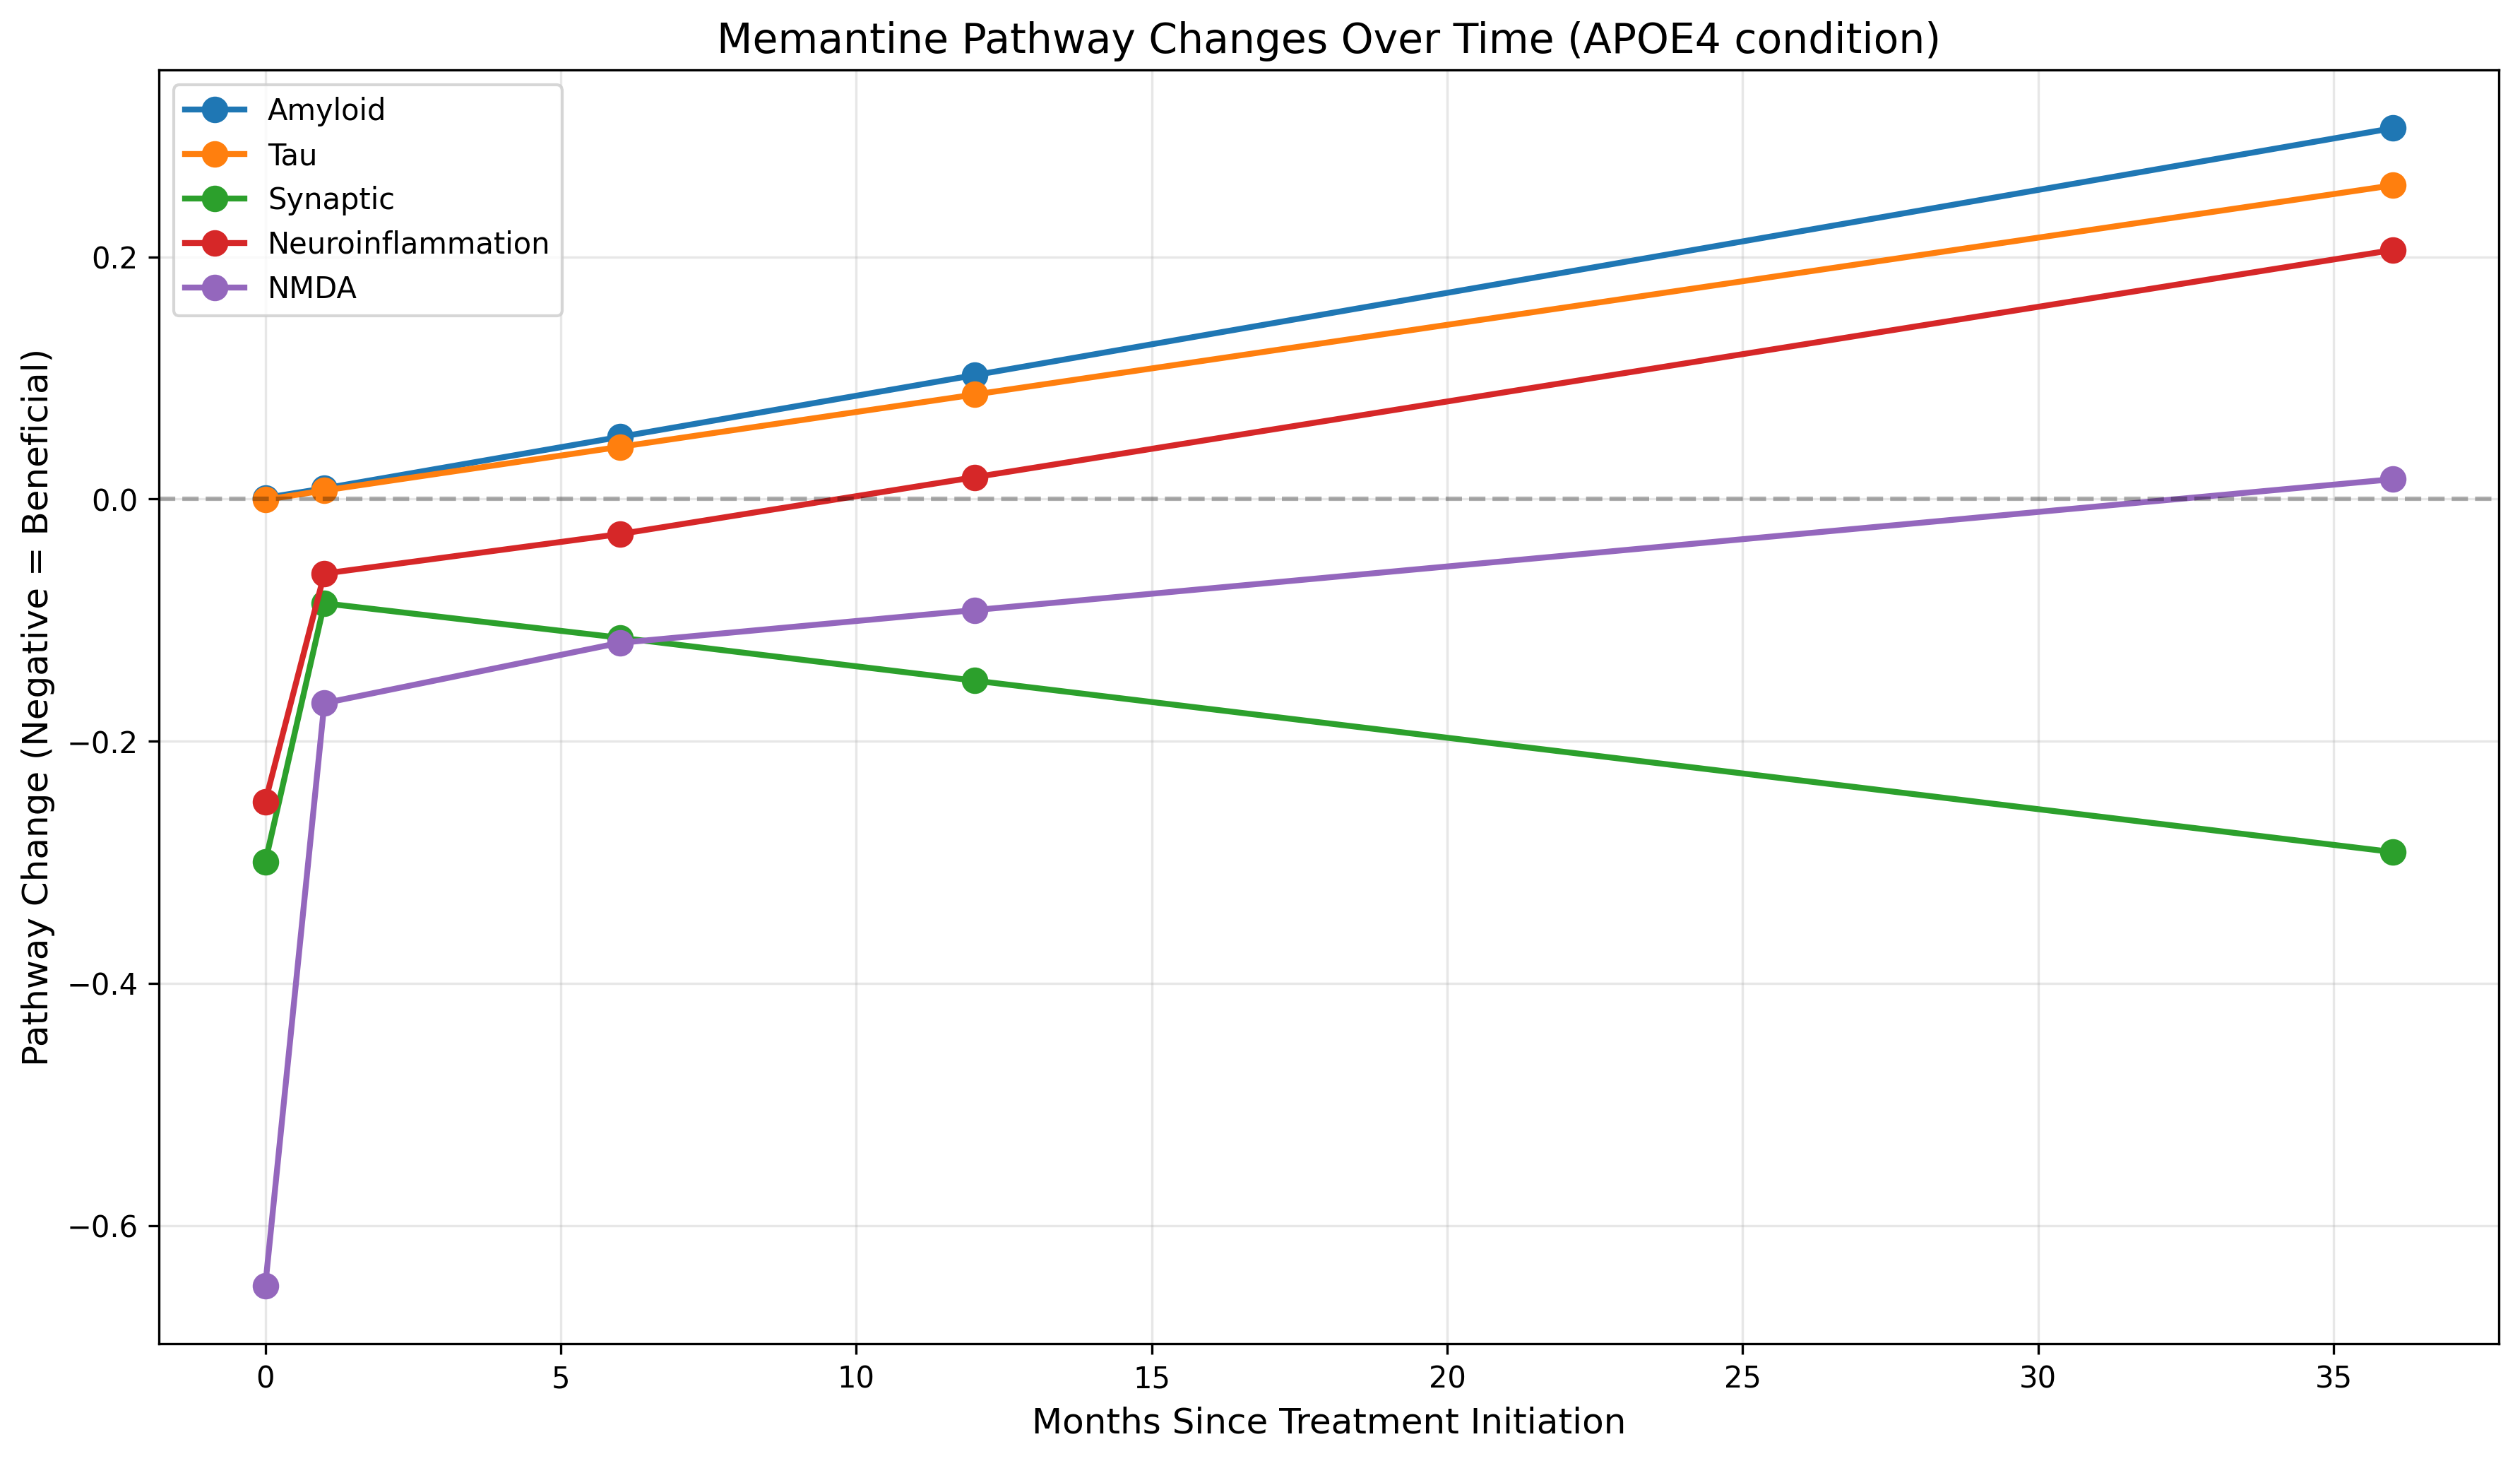 Memantine Pathway Changes Over Time (APOE4 condition)
Amyloid
Tau
Synaptic
Neuroinflammation
NMDA
Pathway Change (Negative = Beneficial)
0.2
0.0
−0.2
−0.4
−0.6
0 5 10 15 20 25 30 35
Months Since Treatment Initiation